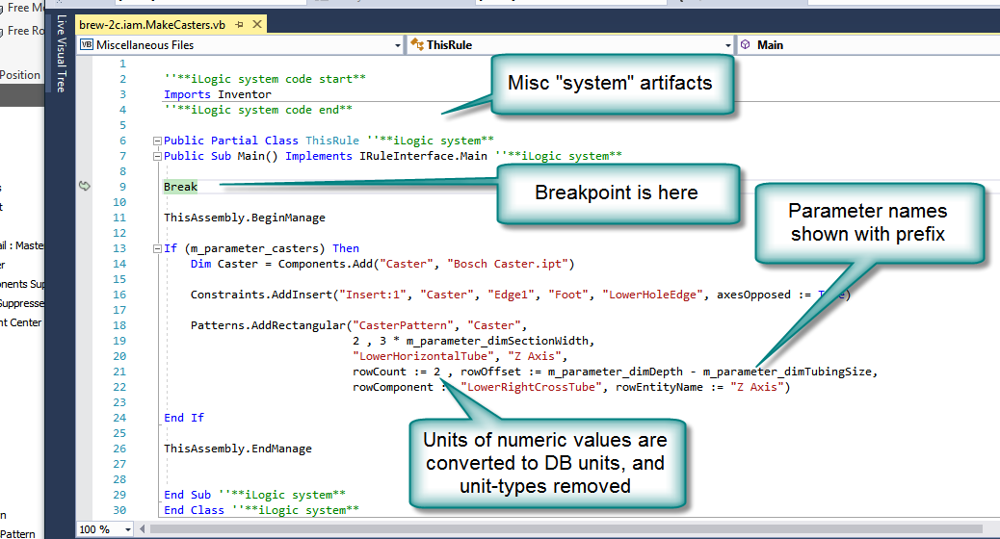 Free Me
Free Ro
Position
Live Visual Tree
brew-2c.iam.MakeCasters.vb
VB Miscellaneous Files
ThisRule
Main
1
2 ''**iLogic system code start**
3 Imports Inventor
4 ''**iLogic system code end**
5
6 Public Partial Class ThisRule ''**iLogic system**
7 Public Sub Main() Implements IRuleInterface.Main ''**iLogic system**
8
9 Break
10
11 ThisAssembly.BeginManage
12
13 If (m_parameter_casters) Then
14 Dim Caster = Components.Add("Caster", "Bosch Caster.ipt")
15
16 Constraints.AddInsert("Insert:1", "Caster", "Edge1", "Foot", "LowerHoleEdge", axesOpposed := T e)
17
18 Patterns.AddRectangular("CasterPattern", "Caster",
19 2 , 3 * m_parameter_dimSectionWidth,
20 "LowerHorizontalTube", "Z Axis",
21 rowCount := 2 , rowOffset := m_parameter_dimDepth - m_parameter_dimTubingSize,
22 rowComponent : "LowerRightCrossTube", rowEntityName := "Z Axis")
23
24 End If
25
26 ThisAssembly.EndManage
27
28
29 End Sub ''**iLogic system**
30 End Class ''**iLogic system**
Misc "system" artifacts
Breakpoint is here
Parameter names
shown with prefix
Units of numeric values are
converted to DB units, and
unit-types removed
ail : Maste
er
onents Sup
Suppresse
nt Center
n
Pattern
100 %